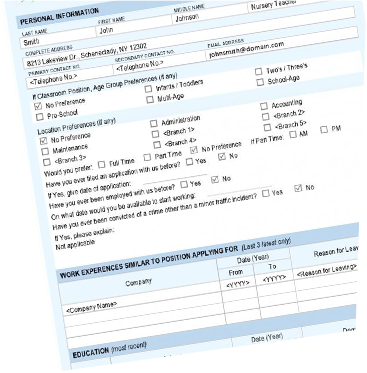 Nursery Teacher
PERSONAL INFORMATION
LAST NAME FIRST NAME MIDDLE NAME
Smith John Johnson
COMPLETE ADDRESS EMAIL ADDRESS
8213 Lakeview Dr., Schenectady, NY 12302 johnsmith@domain.com
PRIMARY CONTACT NO. SECONDARY CONTACT NO.
<Telephone No.> <Telephone No.>
If Classroom Position, Age Group Preferences (if any)
No Preference Infants / Toddlers Two's / Three's
Pre-School Multi-Age School-Age
Location Preferences (if any)
No Preference Administration Accounting
Maintenance <Branch 1> <Branch 2>
<Branch 3> <Branch 4> <Branch 5>
Would you prefer: Full Time Part Time No Preference If Part Time: AM PM
Have you ever filed an application with us before? Yes No
If Yes, give date of application:
Have you ever been employed with us before? Yes No
On what date would you be available to start working:
Have you ever been convicted of a crime other than a minor traffic incident? Yes No
If Yes, please explain:
Not applicable
WORK EXPERIENCES SIMILAR TO POSITION APPLYING FOR (Last 3 latest only)
Company Date (Year) Reason for Leav
From To
<Company Name> <YYYY> <YYYY> <Reason for Leaving>
EDUCATION (most recent)
Date (Year)